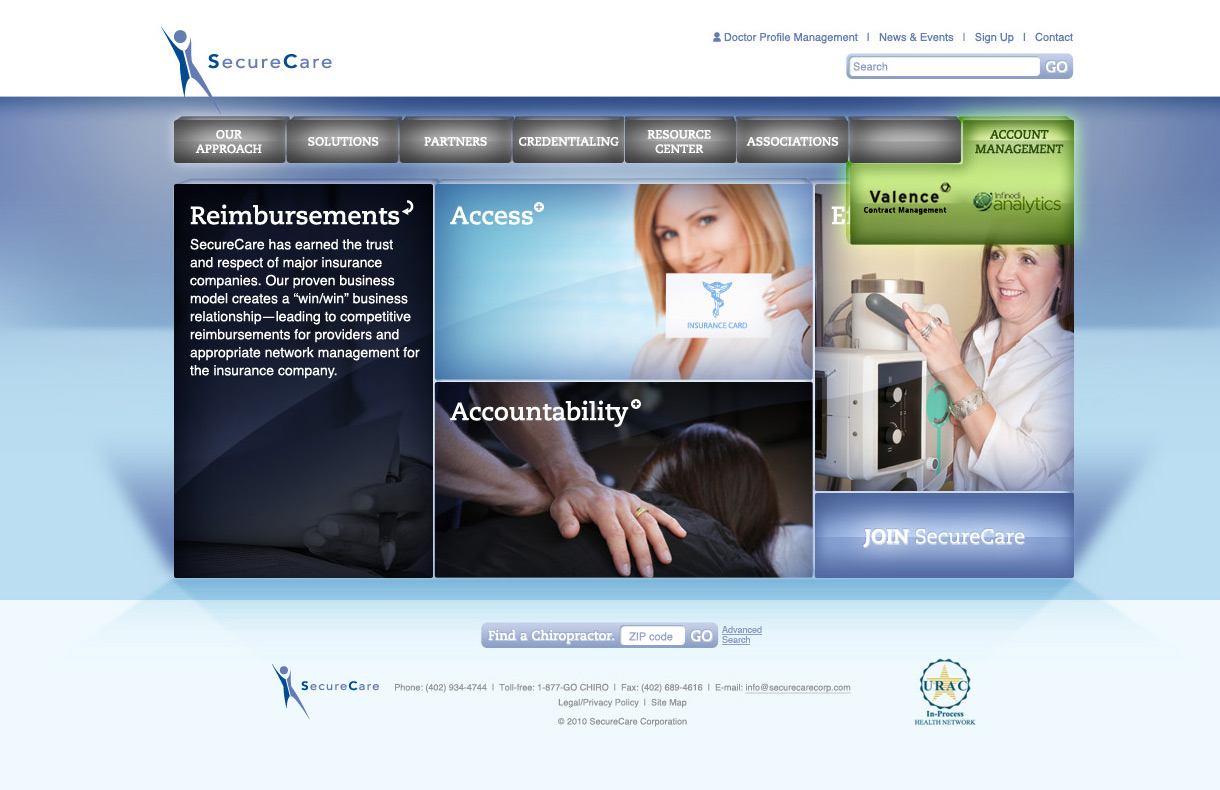 Doctor Profile Management | News & Events | Sign Up | Contact
SecureCare
Search GO
OUR APPROACH
SOLUTIONS
PARTNERS
CREDENTIALING
RESOURCE CENTER
ASSOCIATIONS
ACCOUNT MANAGEMENT
Valence
Contract Management
Infinedi
analytics
Reimbursements
SecureCare has earned the trust
and respect of major insurance
companies. Our proven business
model creates a “win/win” business
relationship—leading to competitive
reimbursements for providers and
appropriate network management for
the insurance company.
Access
INSURANCE CARD
Accountability
JOIN SecureCare
Find a Chiropractor. ZIP code GO
Advanced
Search
SecureCare
Phone: (402) 934-4744 | Toll-free: 1-877-GO CHIRO | Fax: (402) 689-4616 | E-mail: info@securecarecorp.com
Legal/Privacy Policy | Site Map
© 2010 SecureCare Corporation
URAC
In-Process
HEALTH NETWORK